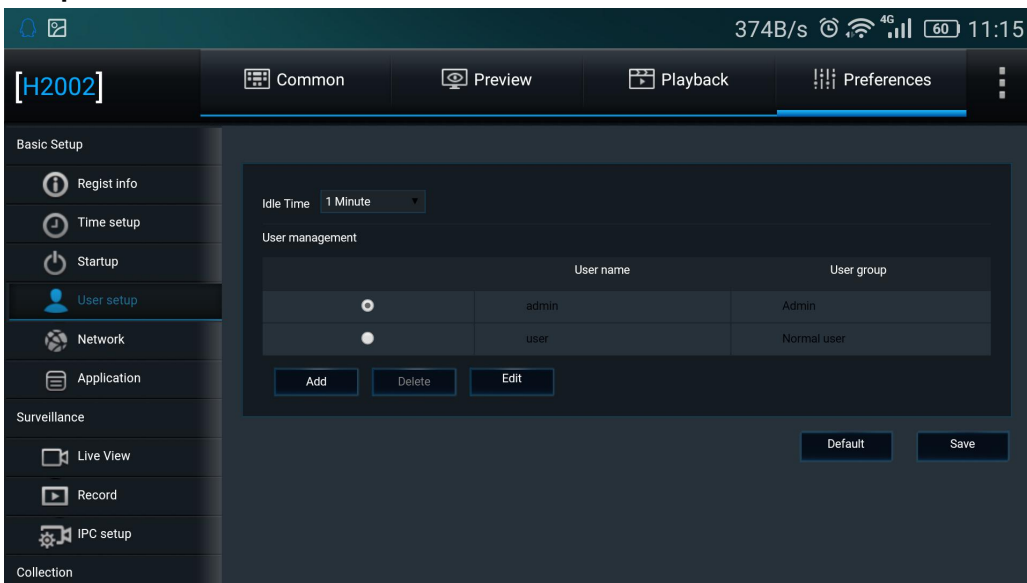 374B/s 4G 60 11:15
[H2002] Common Preview Playback Preferences
Basic Setup
Regist info
Time setup
Startup
User setup
Network
Application
Surveillance
Live View
Record
IPC setup
Collection
Idle Time 1 Minute
User management
User name User group
admin Admin
user Normal user
Add Delete Edit
Default Save